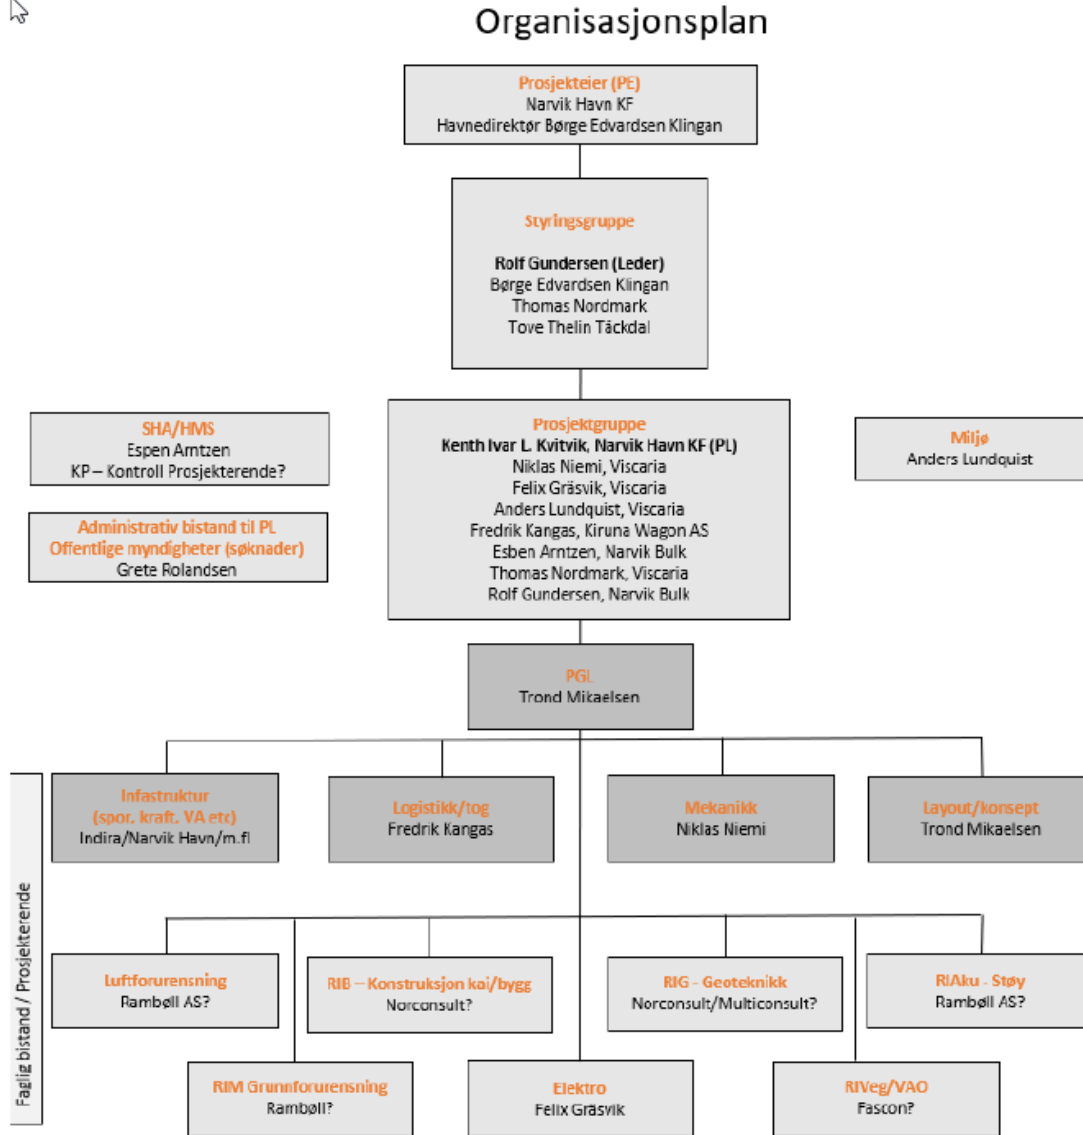 Organisasjonsplan
Prosjekteier (PE)
Narvik Havn KF
Havnedirektør Børge Edvardsen Klingan
Styringsgruppe
Rolf Gundersen (Leder)
Børge Edvardsen Klingan
Thomas Nordmark
Tove Thelin Täckdal
SHA/HMS
Espen Arntzen
KP – Kontroll Prosjekterende?
Administrativ bistand til PL
Offentlige myndigheter (søknader)
Grete Rolandsen
Prosjektgruppe
Kenth Ivar L. Kvitvik, Narvik Havn KF (PL)
Niklas Niemi, Viscaria
Felix Gräsvik, Viscaria
Anders Lundquist, Viscaria
Fredrik Kangas, Kiruna Wagon AS
Esben Arntzen, Narvik Bulk
Thomas Nordmark, Viscaria
Rolf Gundersen, Narvik Bulk
Miljø
Anders Lundquist
PGL
Trond Mikaelsen
Infastruktur
(spor, kraft, VA etc)
Indira/Narvik Havn/m.fl
Logistikk/tog
Fredrik Kangas
Mekanikk
Niklas Niemi
Layout/konsept
Trond Mikaelsen
Faglig bistand / Prosjekterende
Luftforurensning
Rambøll AS?
RIB – Konstruksjon kai/bygg
Norconsult?
RIG - Geoteknikk
Norconsult/Multiconsult?
RIAku - Støy
Rambøll AS?
RIM Grunnforurensning
Rambøll?
Elektro
Felix Gräsvik
RIVeg/VAO
Fascon?